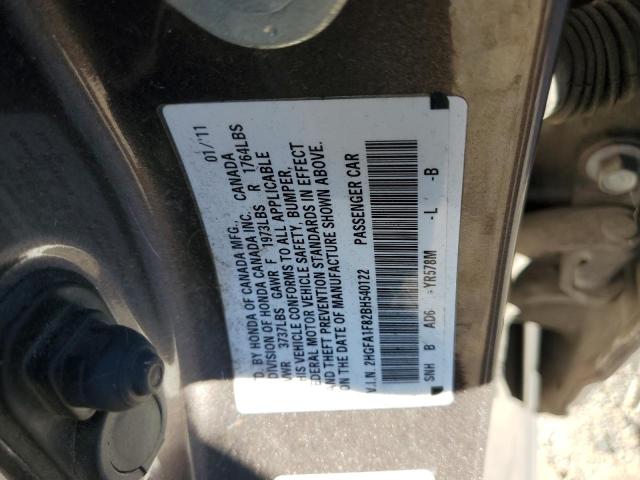 D. BY HONDA OF CANADA MFG., 01/'11
DIVISION OF HONDA CANADA INC. CANADA
VWR 3737LBS GAWR F 1973LBS R 1764LBS
HIS VEHICLE CONFORMS TO ALL APPLICABLE
EDERAL MOTOR VEHICLE SAFETY, BUMPER,
AND THEFT PREVENTION STANDARDS IN EFFECT
ON THE DATE OF MANUFACTURE SHOWN ABOVE.
V.I.N. 2HGFA1F82BH540122 PASSENGER CAR
SNH B AD6 -YR578M -L -B